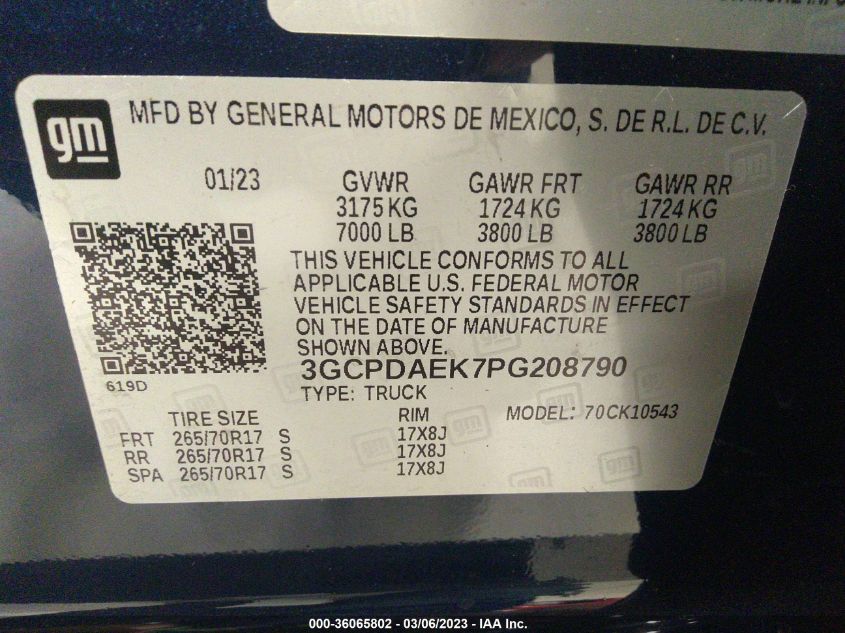 gm
MFD BY GENERAL MOTORS DE MEXICO, S. DE R.L. DE C.V.
01/23 GVWR GAWR FRT GAWR RR
3175 KG 1724 KG 1724 KG
7000 LB 3800 LB 3800 LB
THIS VEHICLE CONFORMS TO ALL
APPLICABLE U.S. FEDERAL MOTOR
VEHICLE SAFETY STANDARDS IN EFFECT
ON THE DATE OF MANUFACTURE
SHOWN ABOVE.
619D
3GCPDAEK7PG208790
TYPE: TRUCK
TIRE SIZE RIM MODEL: 70CK10543
FRT 265/70R17 S 17X8J
RR 265/70R17 S 17X8J
SPA 265/70R17 S 17X8J
000-36065802 - 03/06/2023 - IAA Inc.